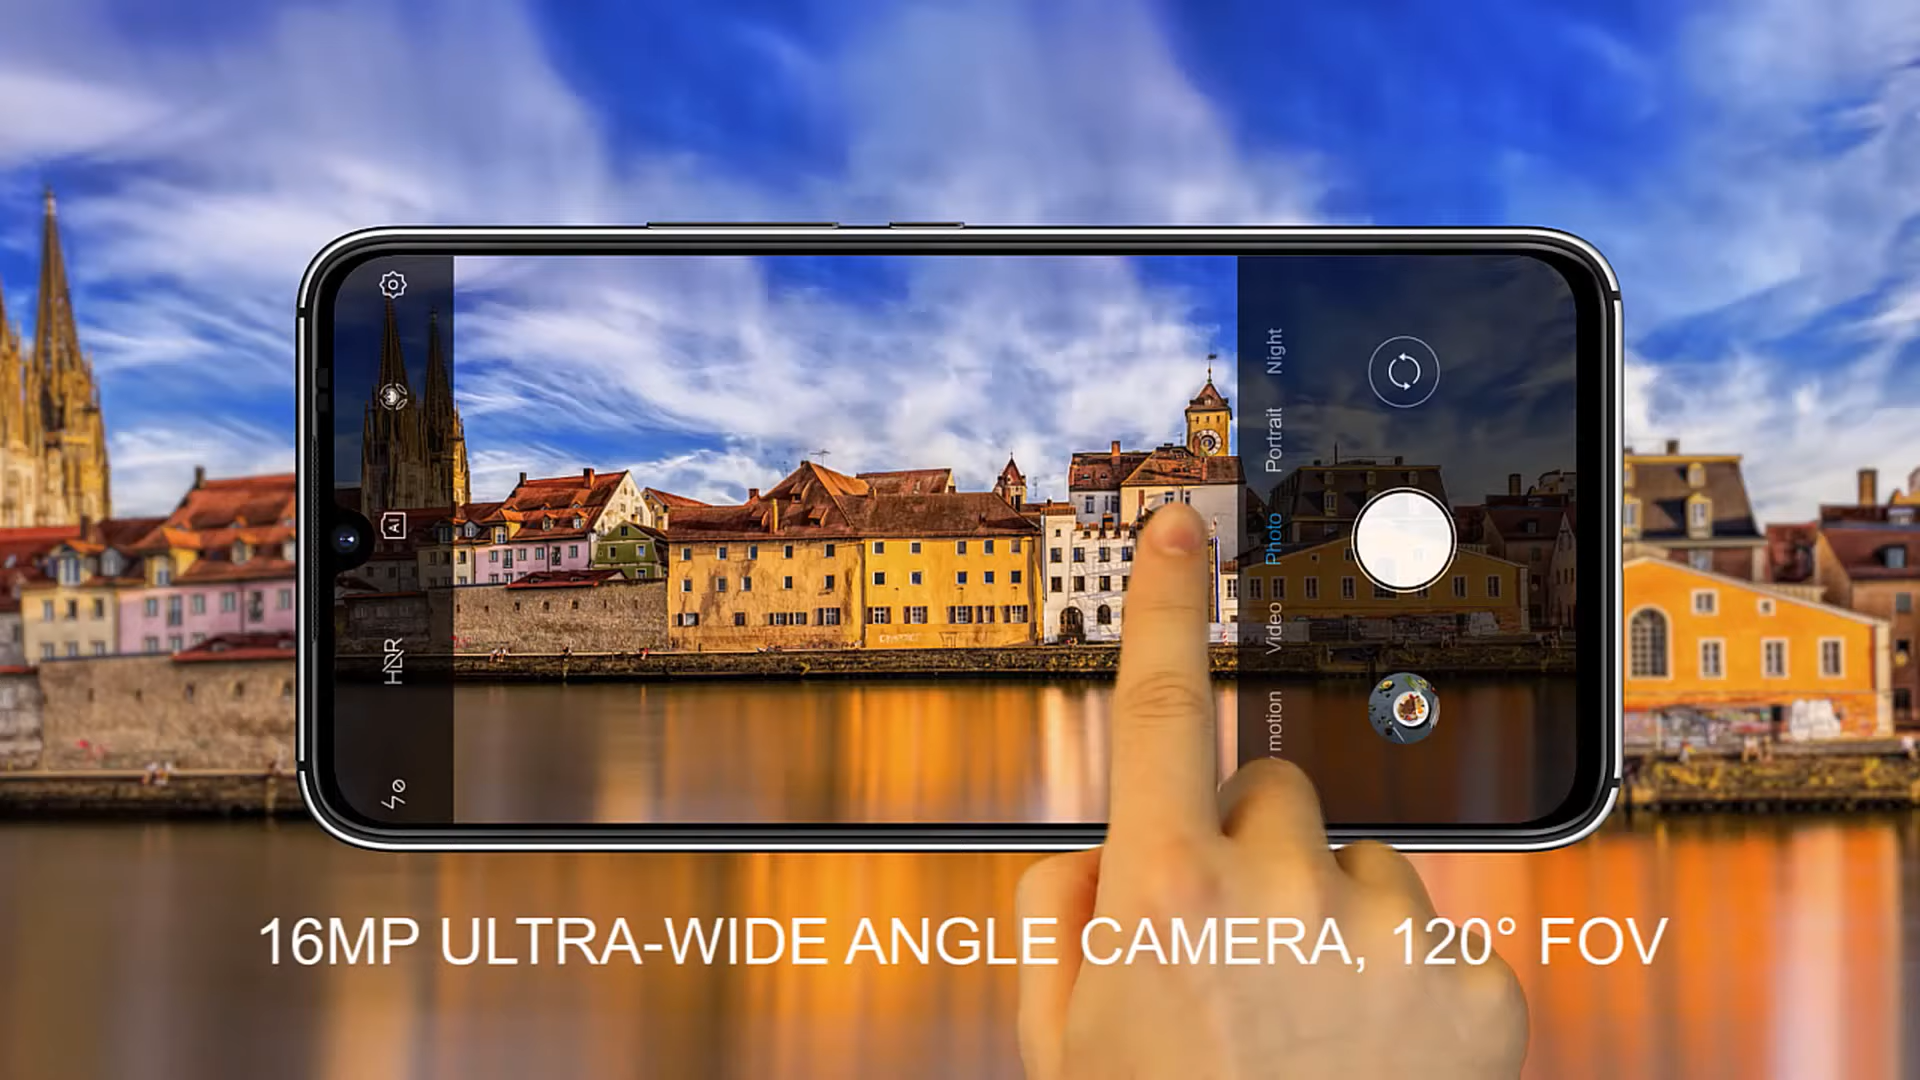 AI
HDR
Night
Portrait
Photo
Video
motion
16MP ULTRA-WIDE ANGLE CAMERA, 120° FOV